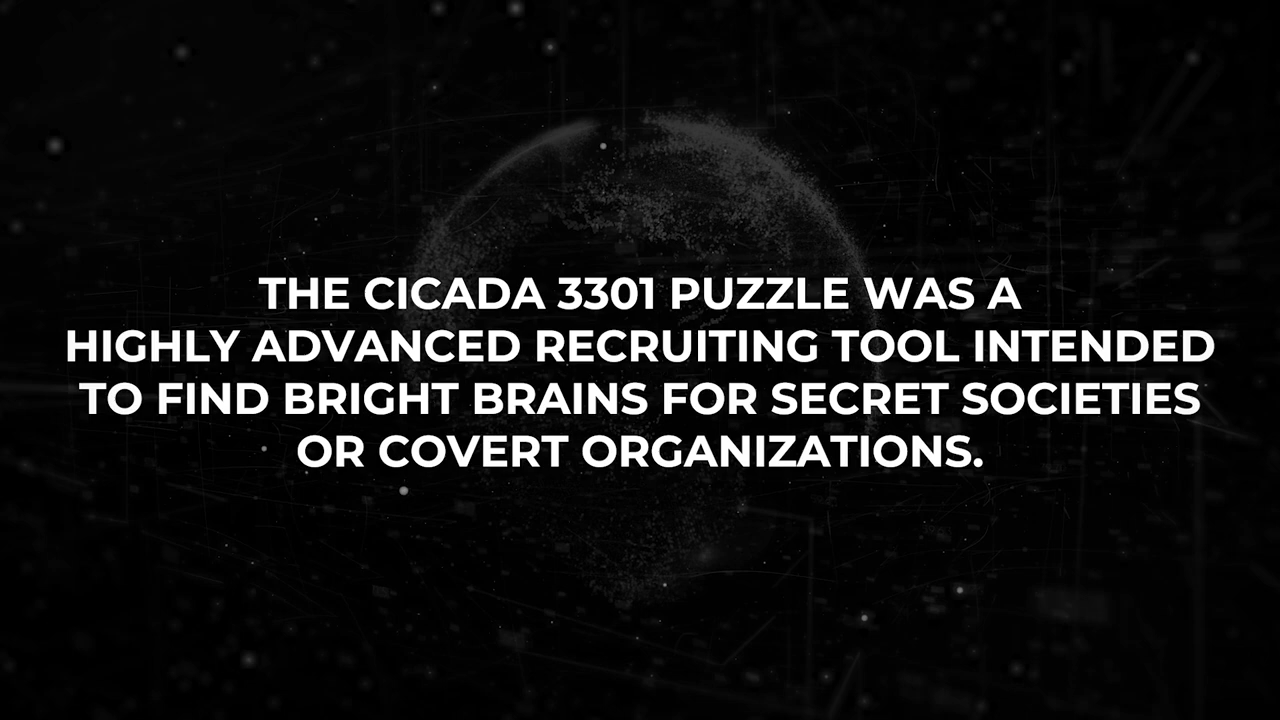 THE CICADA 3301 PUZZLE WAS A
HIGHLY ADVANCED RECRUITING TOOL INTENDED
TO FIND BRIGHT BRAINS FOR SECRET SOCIETIES
OR COVERT ORGANIZATIONS.